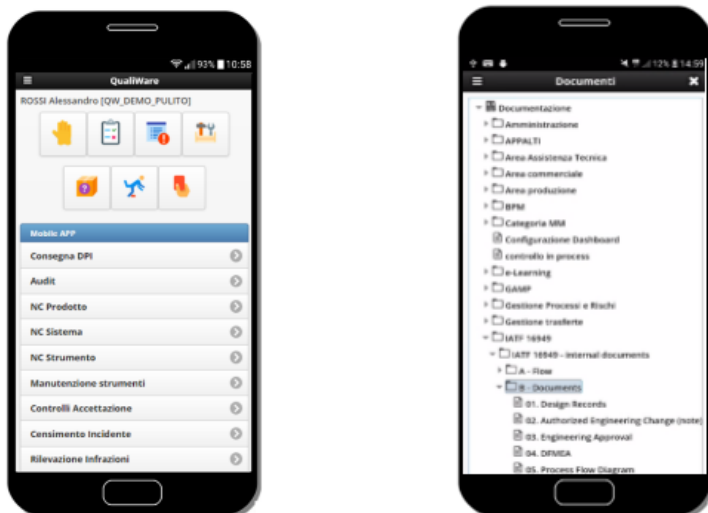 93% 10:58
QualiWare
ROSSI Alessandro [QW_DEMO_PULITO]
Mobile APP
Consegna DPI
Audit
NC Prodotto
NC Sistema
NC Strumento
Manutenzione strumenti
Controlli Accettazione
Censimento Incidente
Rilevazione Infrazioni
12% 14:59
Documenti
Documentazione
Amministrazione
APPALTI
Area Assistenza Tecnica
Area commerciale
Area produzione
BPM
Categoria MM
Configurazione Dashboard
controllo in process
e-Learning
GAMP
Gestione Processi e Rischi
Gestione trasferte
IATF 16949
IATF 16949 - internal documents
A - Flow
B - Documents
01. Design Records
02. Authorized Engineering Change (note)
03. Engineering Approval
04. DFMEA
05. Process Flow Diagram